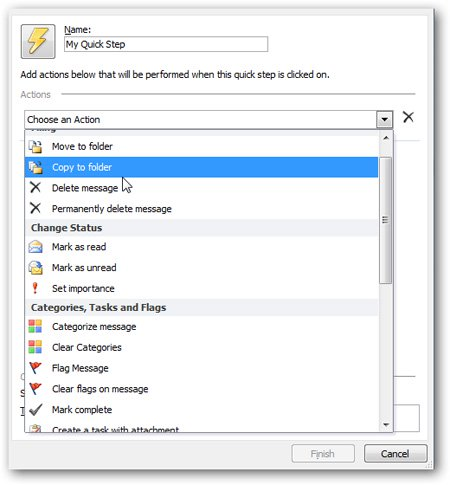 Name:
My Quick Step
Add actions below that will be performed when this quick step is clicked on.
Actions
Choose an Action
Move to folder
Copy to folder
Delete message
Permanently delete message
Change Status
Mark as read
Mark as unread
Set importance
Categories, Tasks and Flags
Categorize message
Clear Categories
Flag Message
Clear flags on message
Mark complete
Create a task with attachment
Finish
Cancel